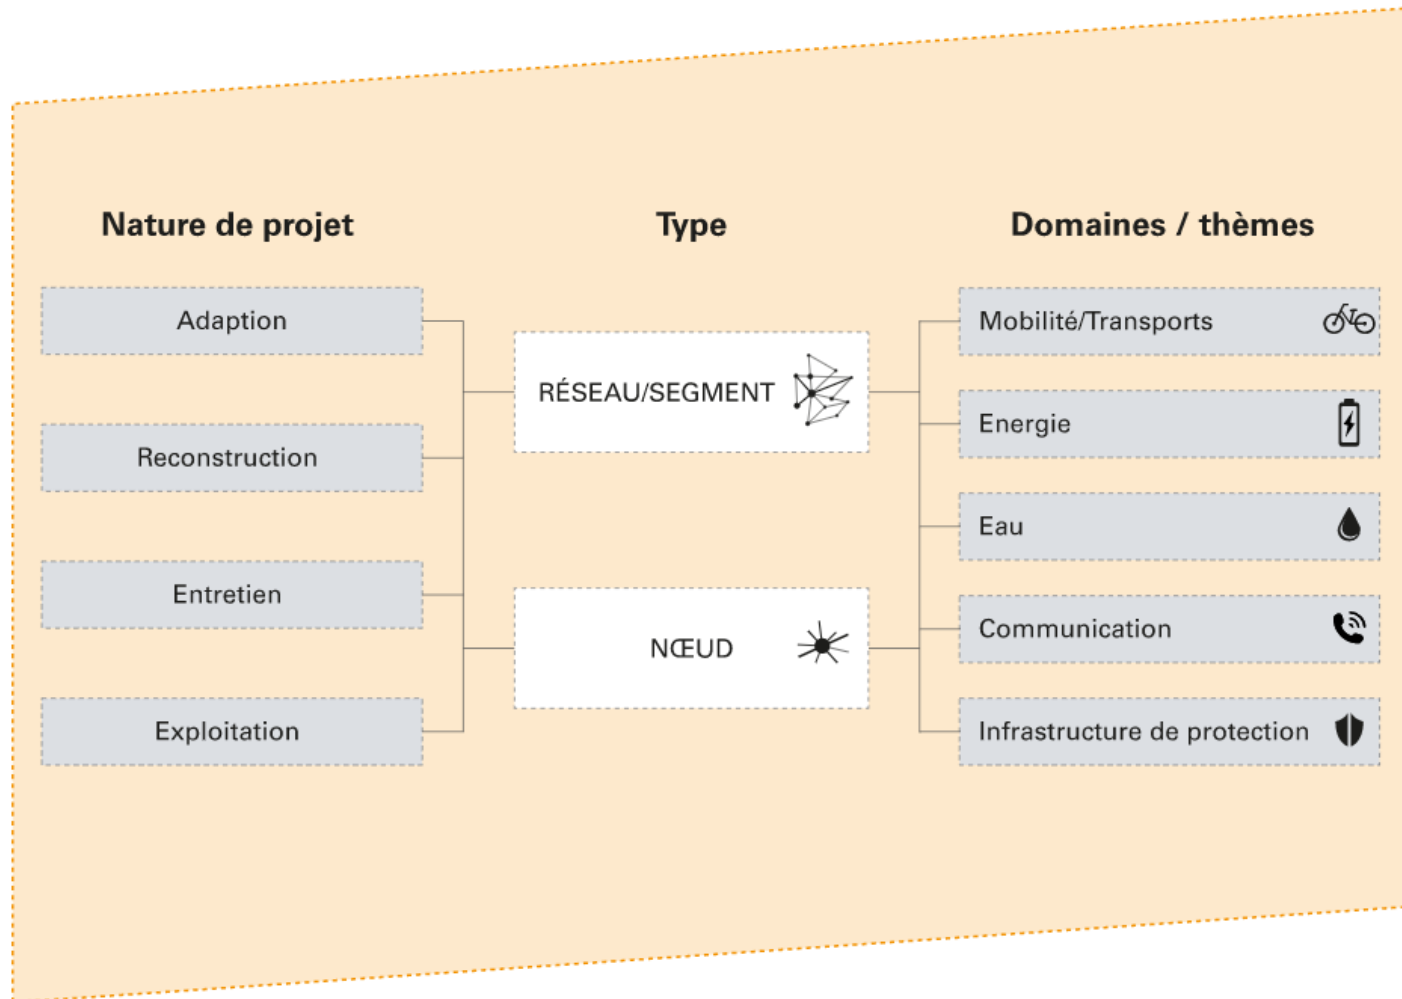 Nature de projet
Type
Domaines / thèmes
Adaption
Reconstruction
Entretien
Exploitation
RÉSEAU/SEGMENT
NŒUD
Mobilité/Transports
Energie
Eau
Communication
Infrastructure de protection